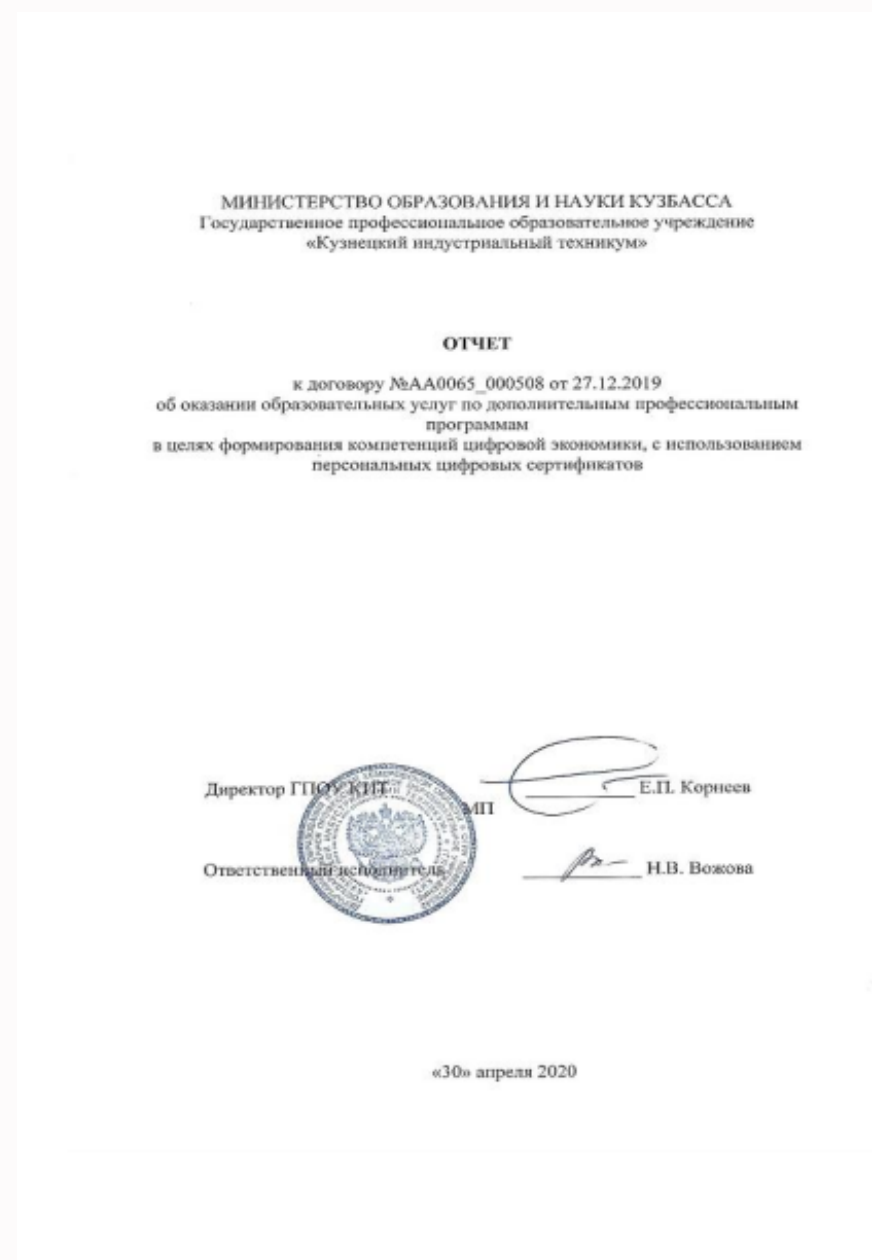 МИНИСТЕРСТВО ОБРАЗОВАНИЯ И НАУКИ КУЗБАССА
Государственное профессиональное образовательное учреждение
«Кузнецкий индустриальный техникум»
ОТЧЕТ
к договору №АА0065_000508 от 27.12.2019
об оказании образовательных услуг по дополнительным профессиональным
программам
в целях формирования компетенций цифровой экономики, с использованием
персональных цифровых сертификатов
Директор ГПОУ КИТ Е.П. Корнеев
МП
Ответственный исполнитель Н.В. Вожова
«30» апреля 2020